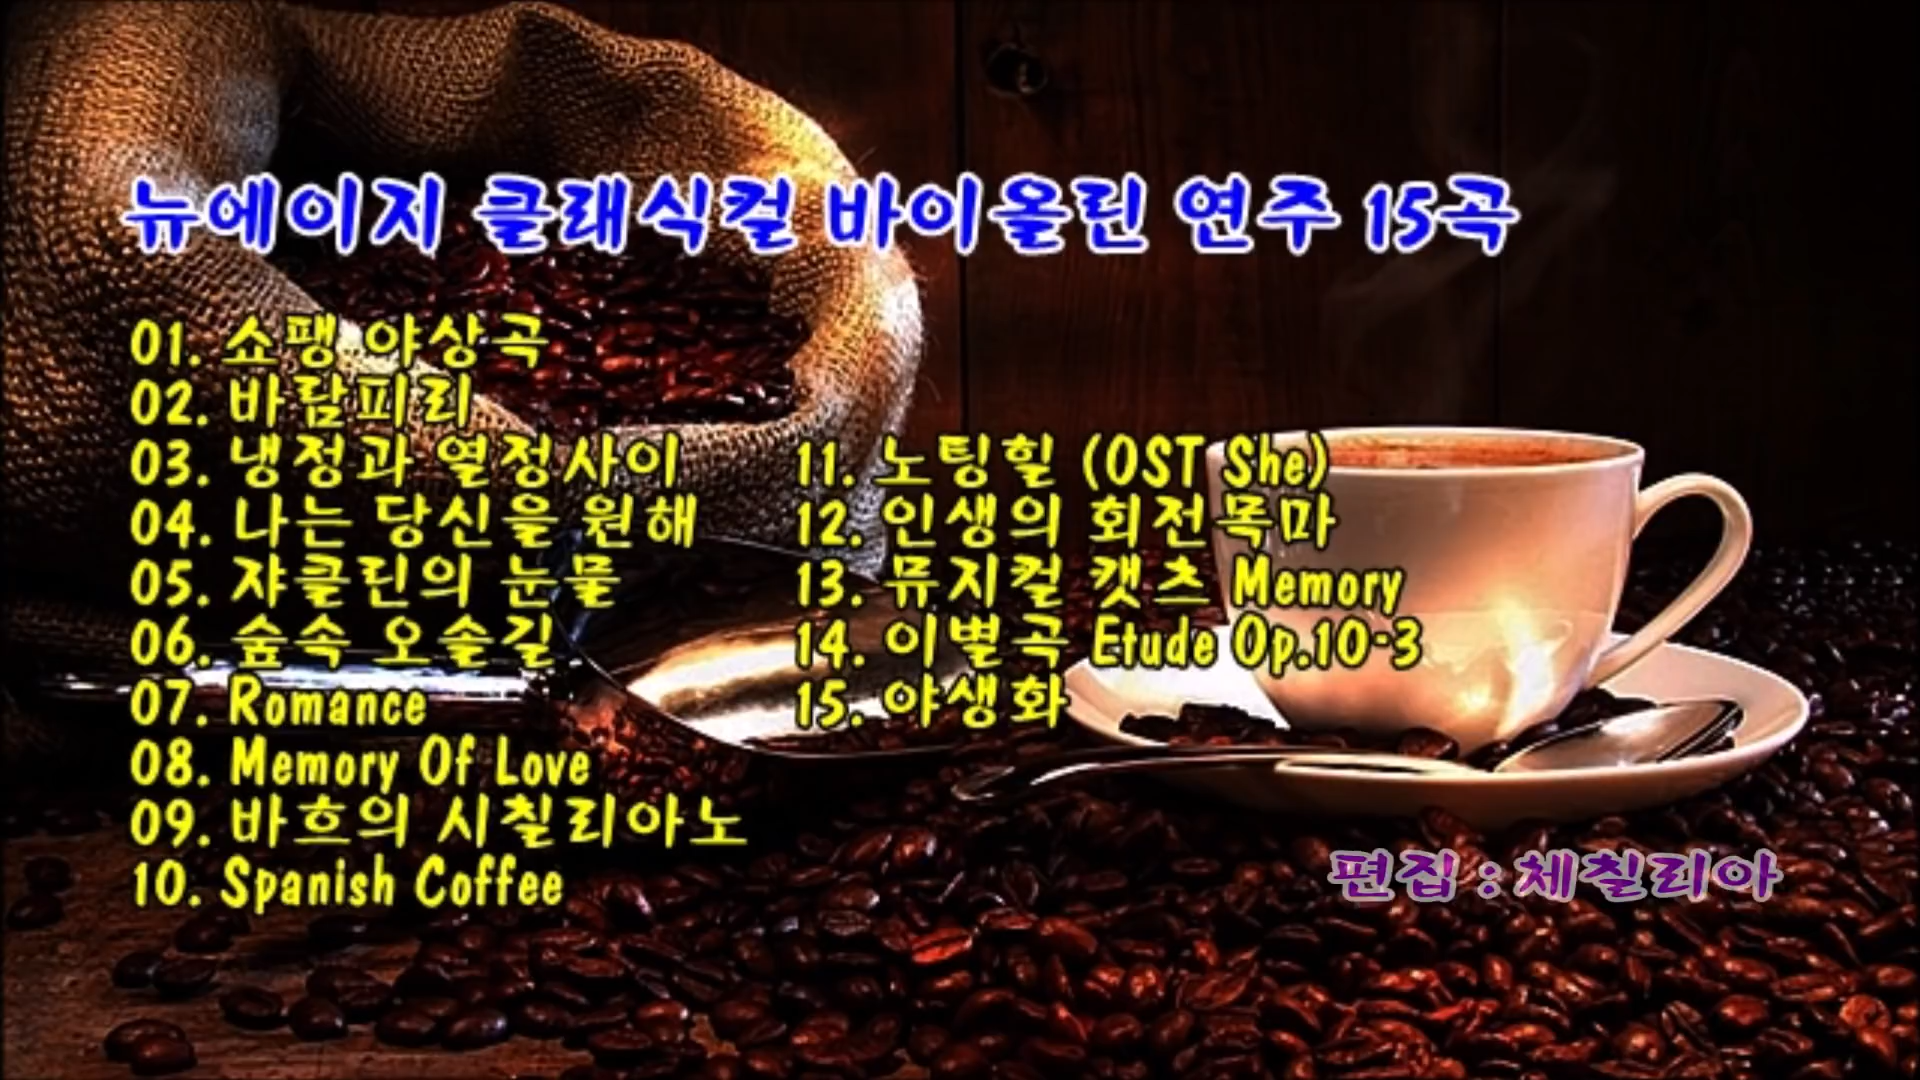 뉴에이지 클래식컬 바이올린 연주 15곡
01. 쇼팽 야상곡
02. 바람피리
03. 냉정과 열정사이
04. 나는 당신을 원해
05. 쟈클린의 눈물
06. 숲속 오솔길
07. Romance
08. Memory Of Love
09. 바흐의 시칠리아노
10. Spanish Coffee
11. 노팅힐 (OST She)
12. 인생의 회전목마
13. 뮤지컬 캣츠 Memory
14. 이별곡 Etude Op.10-3
15. 야생화
편집 : 체칠리아